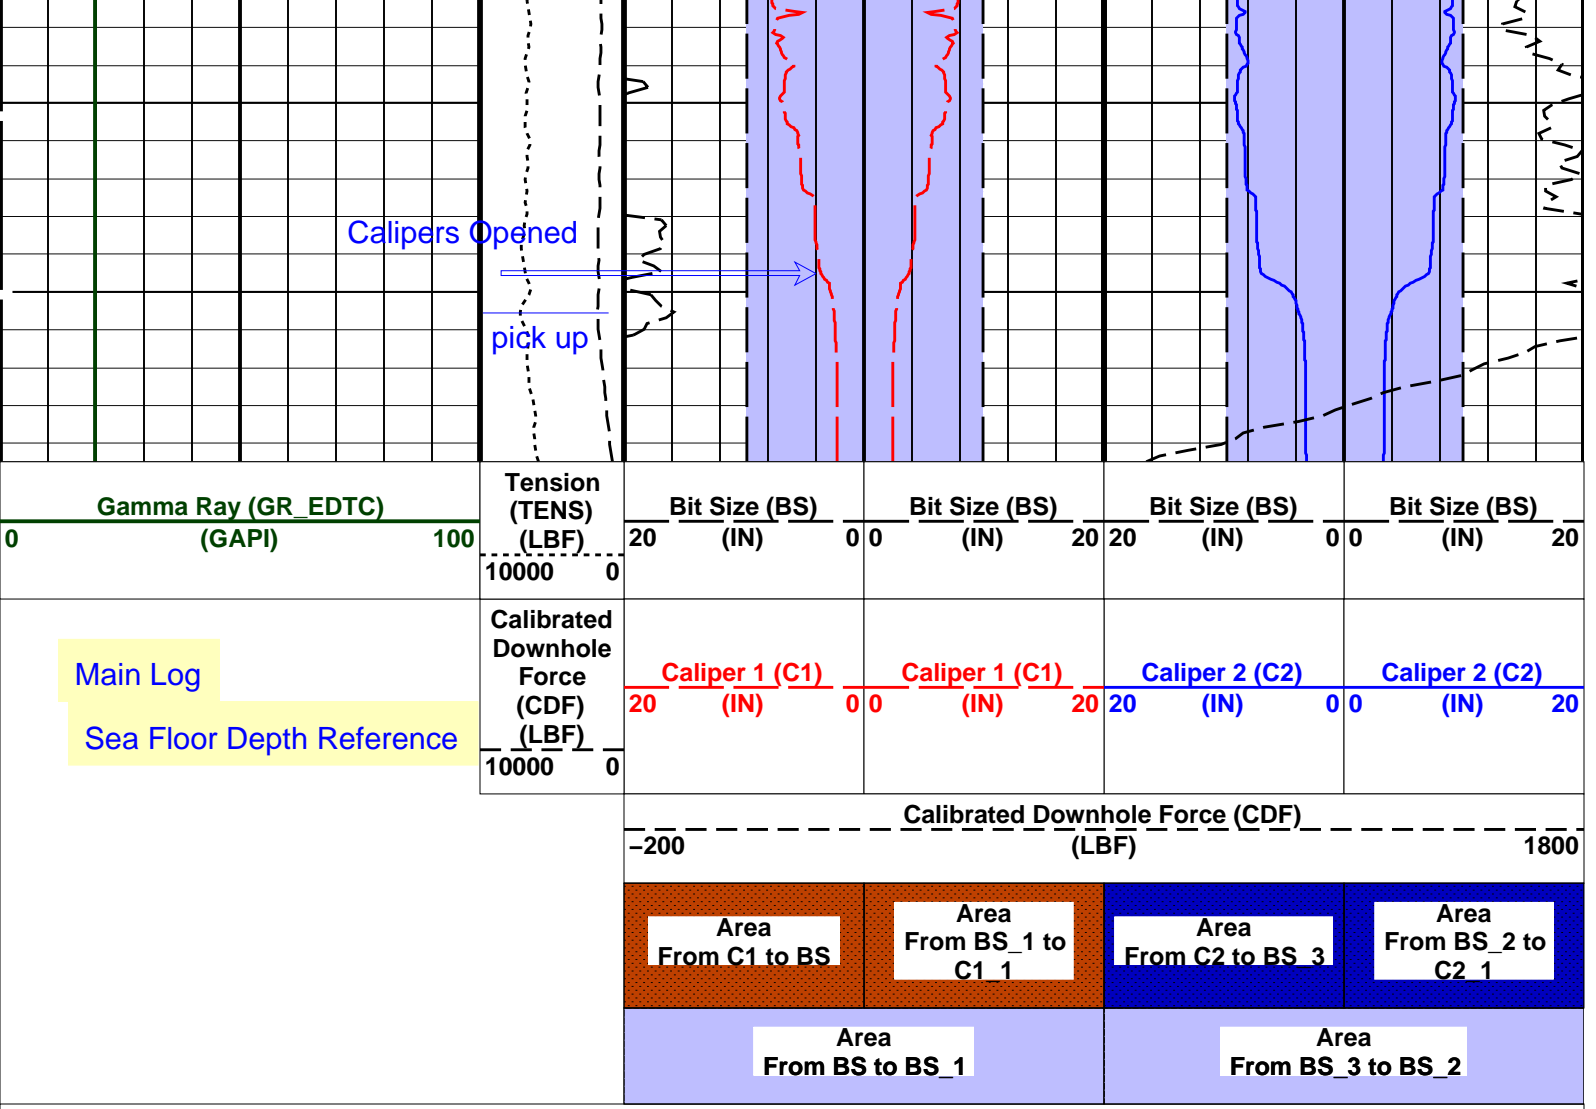 Calipers Opened
pick up
Gamma Ray (GR_EDTC)
(GAPI)
0 100
Tension
(TENS)
(LBF)
10000 0
Bit Size (BS)
20 (IN) 0
Bit Size (BS)
0 (IN) 20
Bit Size (BS)
20 (IN) 0
Bit Size (BS)
0 (IN) 20
Main Log
Sea Floor Depth Reference
Calibrated
Downhole
Force
(CDF)
(LBF)
10000 0
Caliper 1 (C1)
20 (IN) 0
Caliper 1 (C1)
0 (IN) 20
Caliper 2 (C2)
20 (IN) 0
Caliper 2 (C2)
0 (IN) 20
Calibrated Downhole Force (CDF)
−200 (LBF) 1800
Area
From C1 to BS
Area
From BS_1 to
C1_1
Area
From C2 to BS_3
Area
From BS_2 to
C2_1
Area
From BS to BS_1
Area
From BS_3 to BS_2